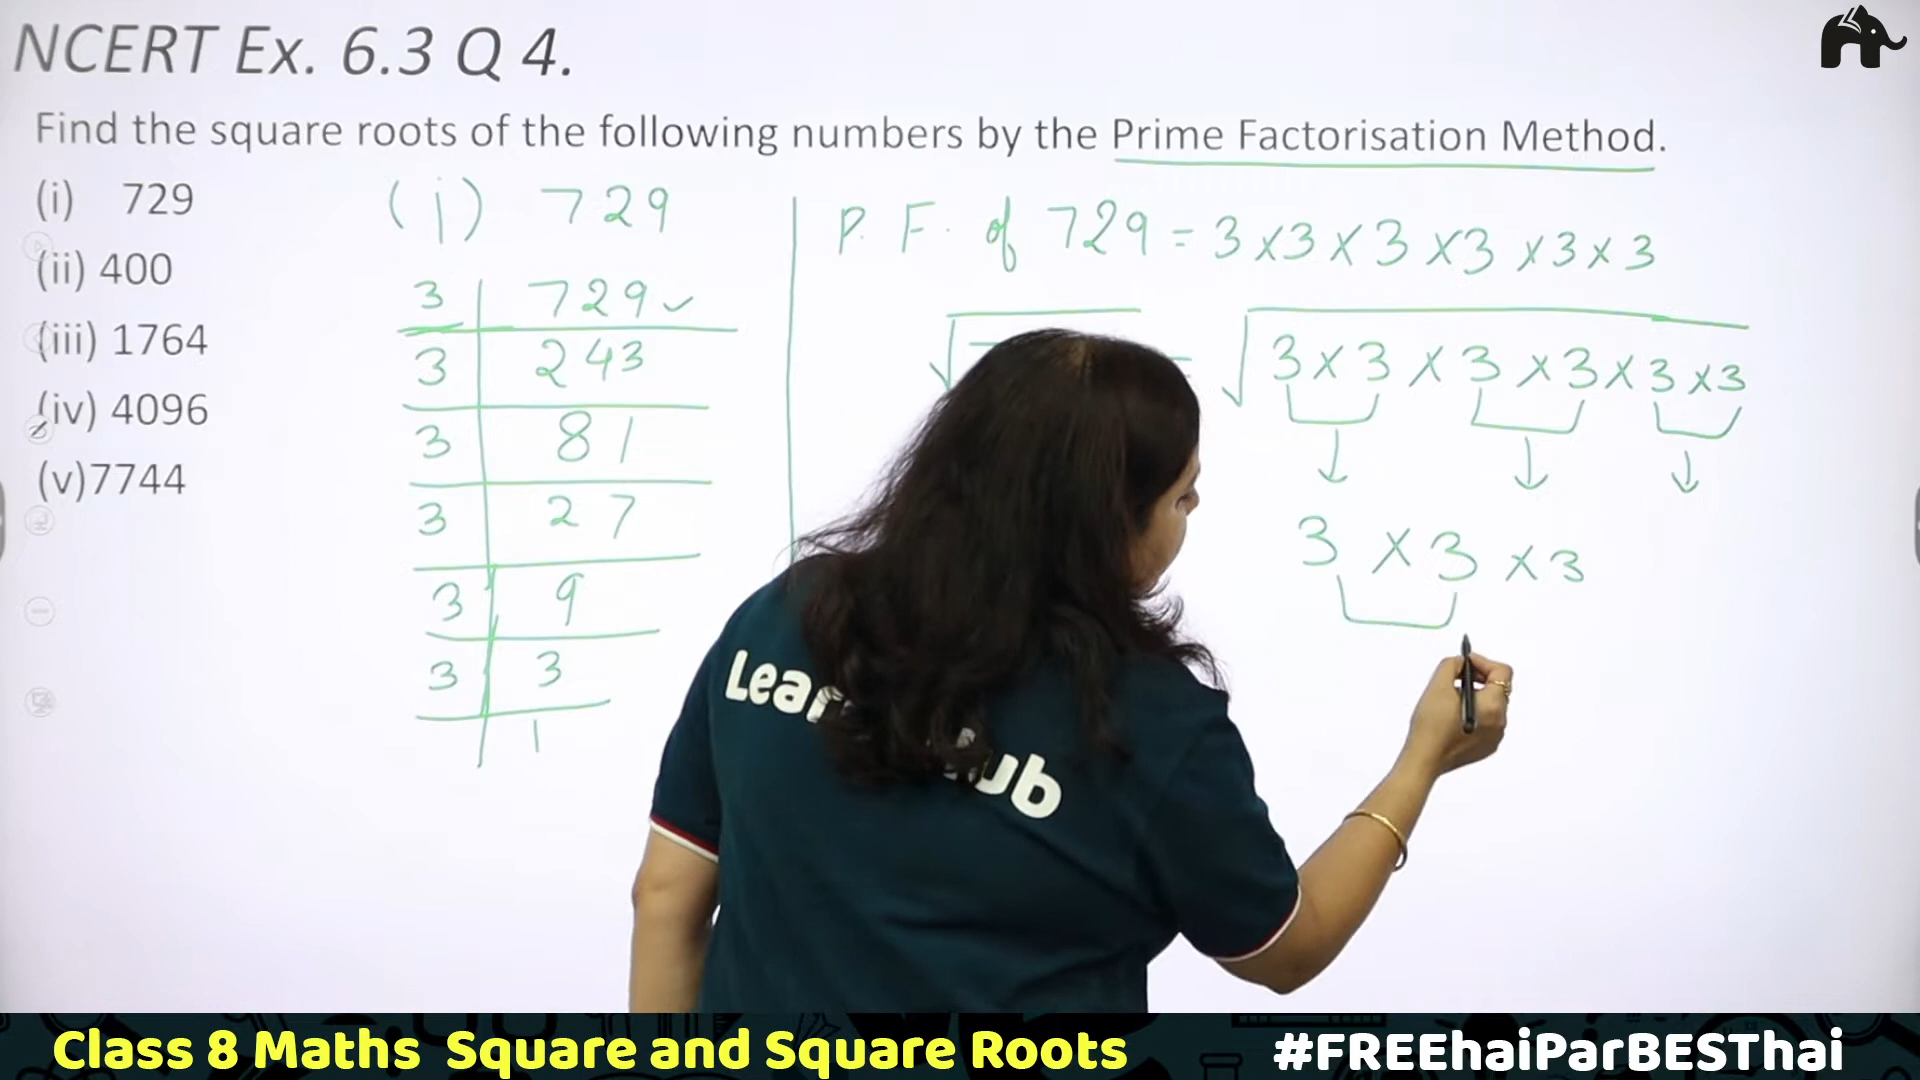 NCERT Ex. 6.3 Q 4.
Find the square roots of the following numbers by the Prime Factorisation Method.
(i) 729
(ii) 400
(iii) 1764
(iv) 4096
(v)7744
(i) 729
3 | 729 ✓
3 | 243
3 | 81
3 | 27
3 | 9
3 | 3
| 1
P. F. of 729 = 3 × 3 × 3 × 3 × 3 × 3
= √3 × 3 × 3 × 3 × 3 × 3
↓ ↓ ↓
3 × 3 × 3
Class 8 Maths Square and Square Roots
#FREEhaiParBESThai